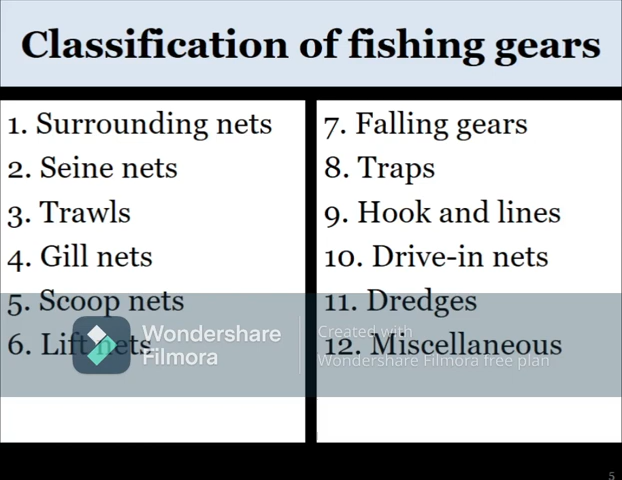 Classification of fishing gears
1. Surrounding nets
2. Seine nets
3. Trawls
4. Gill nets
5. Scoop nets
6. Lift nets
7. Falling gears
8. Traps
9. Hook and lines
10. Drive-in nets
11. Dredges
12. Miscellaneous
Wondershare
Filmora
Created with
Wondershare Filmora free plan
5